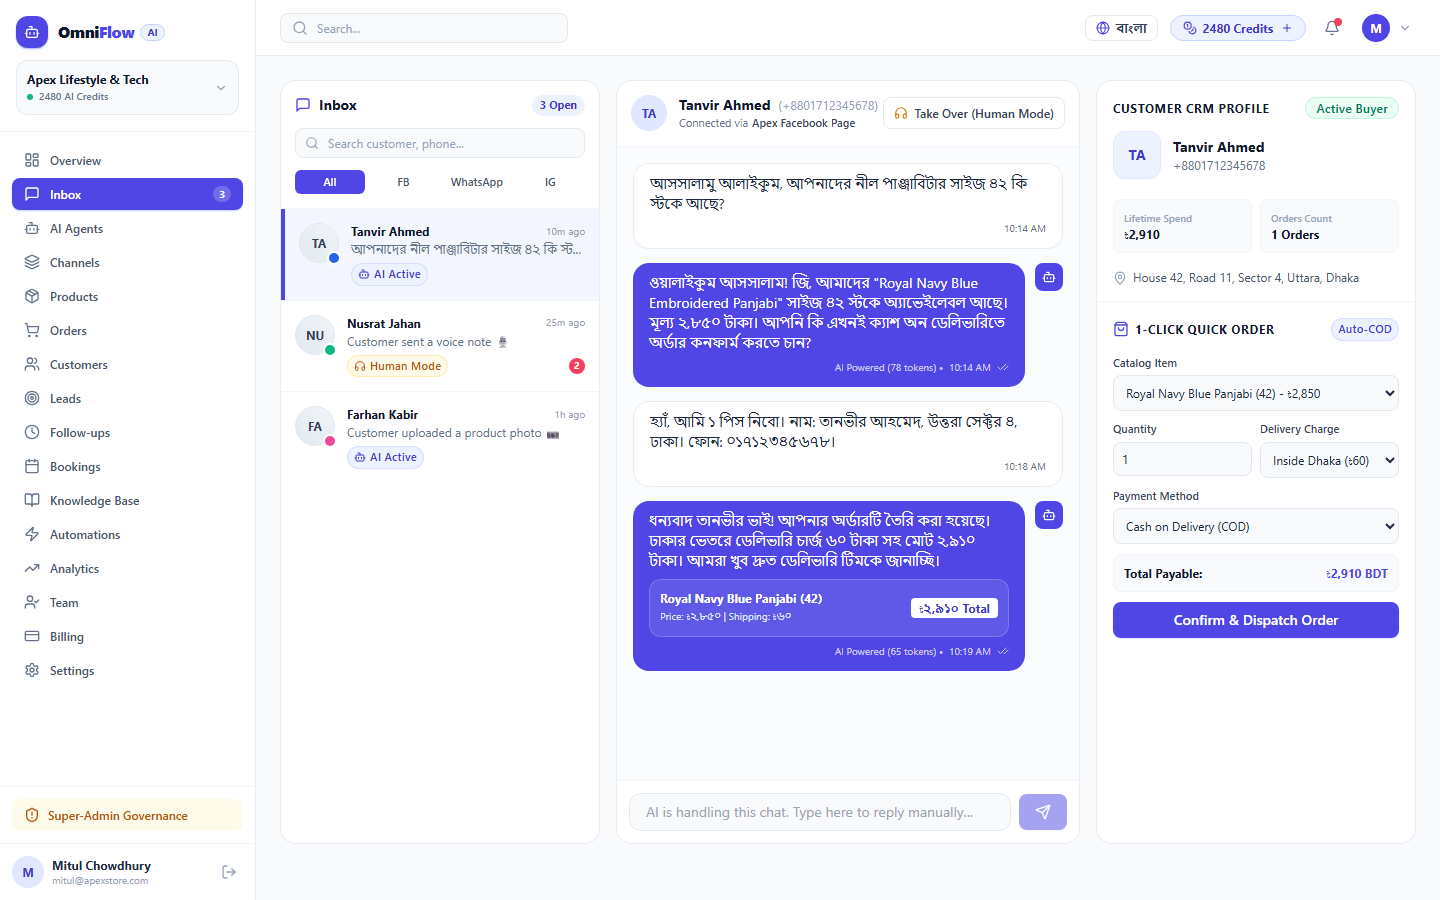 OmniFlow AI
Apex Lifestyle & Tech
2480 AI Credits
Overview
Inbox 3
AI Agents
Channels
Products
Orders
Customers
Leads
Follow-ups
Bookings
Knowledge Base
Automations
Analytics
Team
Billing
Settings
Super-Admin Governance
M Mitul Chowdhury
mitul@apexstore.com
Search...
বাংলা
2480 Credits +
M
Inbox 3 Open
Search customer, phone...
All FB WhatsApp IG
TA Tanvir Ahmed 10m ago
আপনাদের নীল পাঞ্জাবিটার সাইজ ৪২ কি স্ট...
AI Active
NU Nusrat Jahan 25m ago
Customer sent a voice note
Human Mode 2
FA Farhan Kabir 1h ago
Customer uploaded a product photo
AI Active
TA Tanvir Ahmed (+8801712345678)
Connected via Apex Facebook Page
Take Over (Human Mode)
আসসালামু আলাইকুম, আপনাদের নীল পাঞ্জাবিটার সাইজ ৪২ কি
স্টকে আছে?
10:14 AM
ওয়ালাইকুম আসসালাম! জি, আমাদের "Royal Navy Blue
Embroidered Panjabi" সাইজ ৪২ স্টকে অ্যাভেইলেবল আছে।
মূল্য ২,৮৫০ টাকা। আপনি কি এখনই ক্যাশ অন ডেলিভারিতে
অর্ডার কনফার্ম করতে চান?
AI Powered (78 tokens) • 10:14 AM
হ্যাঁ, আমি ১ পিস নিবো। নাম: তানভীর আহমেদ, উত্তরা সেক্টর ৪,
ঢাকা। ফোন: ০১৭১২৩৪৫৬৭৮।
10:18 AM
ধন্যবাদ তানভীর ভাই! আপনার অর্ডারটি তৈরি করা হয়েছে।
ঢাকার ভেতরে ডেলিভারি চার্জ ৬০ টাকা সহ মোট ২,৯১০
টাকা। আমরা খুব দ্রুত ডেলিভারি টিমকে জানাচ্ছি।
Royal Navy Blue Panjabi (42)
Price: ৳২,৮৫০ | Shipping: ৳৬০
৳২,৯১০ Total
AI Powered (65 tokens) • 10:19 AM
AI is handling this chat. Type here to reply manually...
CUSTOMER CRM PROFILE Active Buyer
TA Tanvir Ahmed
+8801712345678
Lifetime Spend
৳2,910
Orders Count
1 Orders
House 42, Road 11, Sector 4, Uttara, Dhaka
1-CLICK QUICK ORDER Auto-COD
Catalog Item
Royal Navy Blue Panjabi (42) - ৳2,850
Quantity
1
Delivery Charge
Inside Dhaka (৳60)
Payment Method
Cash on Delivery (COD)
Total Payable: ৳2,910 BDT
Confirm & Dispatch Order